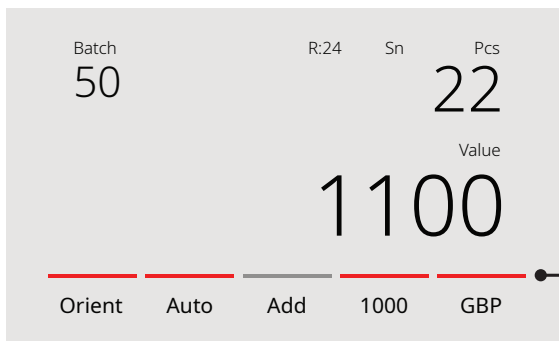 Batch R:24 Sn Pcs
50 22
Value
1100
Orient Auto Add 1000 GBP